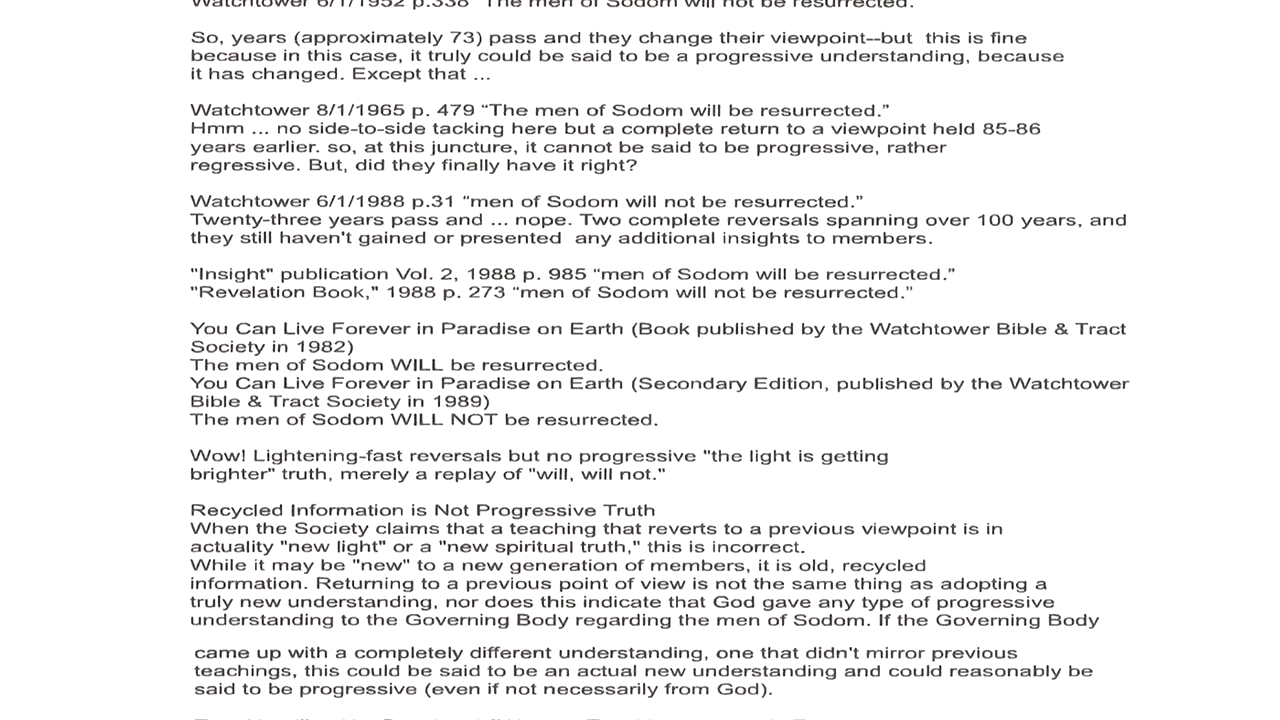 Watchtower 6/1/1952 p.338 "The men of Sodom will not be resurrected."
So, years (approximately 73) pass and they change their viewpoint--but  this is fine
because in this case, it truly could be said to be a progressive understanding, because
it has changed. Except that ...
Watchtower 8/1/1965 p. 479 “The men of Sodom will be resurrected.”
Hmm ... no side-to-side tacking here but a complete return to a viewpoint held 85-86
years earlier. so, at this juncture, it cannot be said to be progressive, rather
regressive. But, did they finally have it right?
Watchtower 6/1/1988 p.31 “men of Sodom will not be resurrected.”
Twenty-three years pass and ... nope. Two complete reversals spanning over 100 years, and
they still haven't gained or presented  any additional insights to members.
"Insight" publication Vol. 2, 1988 p. 985 “men of Sodom will be resurrected.”
"Revelation Book," 1988 p. 273 “men of Sodom will not be resurrected.”
You Can Live Forever in Paradise on Earth (Book published by the Watchtower Bible & Tract
Society in 1982)
The men of Sodom WILL be resurrected.
You Can Live Forever in Paradise on Earth (Secondary Edition, published by the Watchtower
Bible & Tract Society in 1989)
The men of Sodom WILL NOT be resurrected.
Wow! Lightening-fast reversals but no progressive "the light is getting
brighter" truth, merely a replay of "will, will not."
Recycled Information is Not Progressive Truth
When the Society claims that a teaching that reverts to a previous viewpoint is in
actuality "new light" or a "new spiritual truth," this is incorrect.
While it may be "new" to a new generation of members, it is old, recycled
information. Returning to a previous point of view is not the same thing as adopting a
truly new understanding, nor does this indicate that God gave any type of progressive
understanding to the Governing Body regarding the men of Sodom. If the Governing Body
came up with a completely different understanding, one that didn't mirror previous
teachings, this could be said to be an actual new understanding and could reasonably be
said to be progressive (even if not necessarily from God).